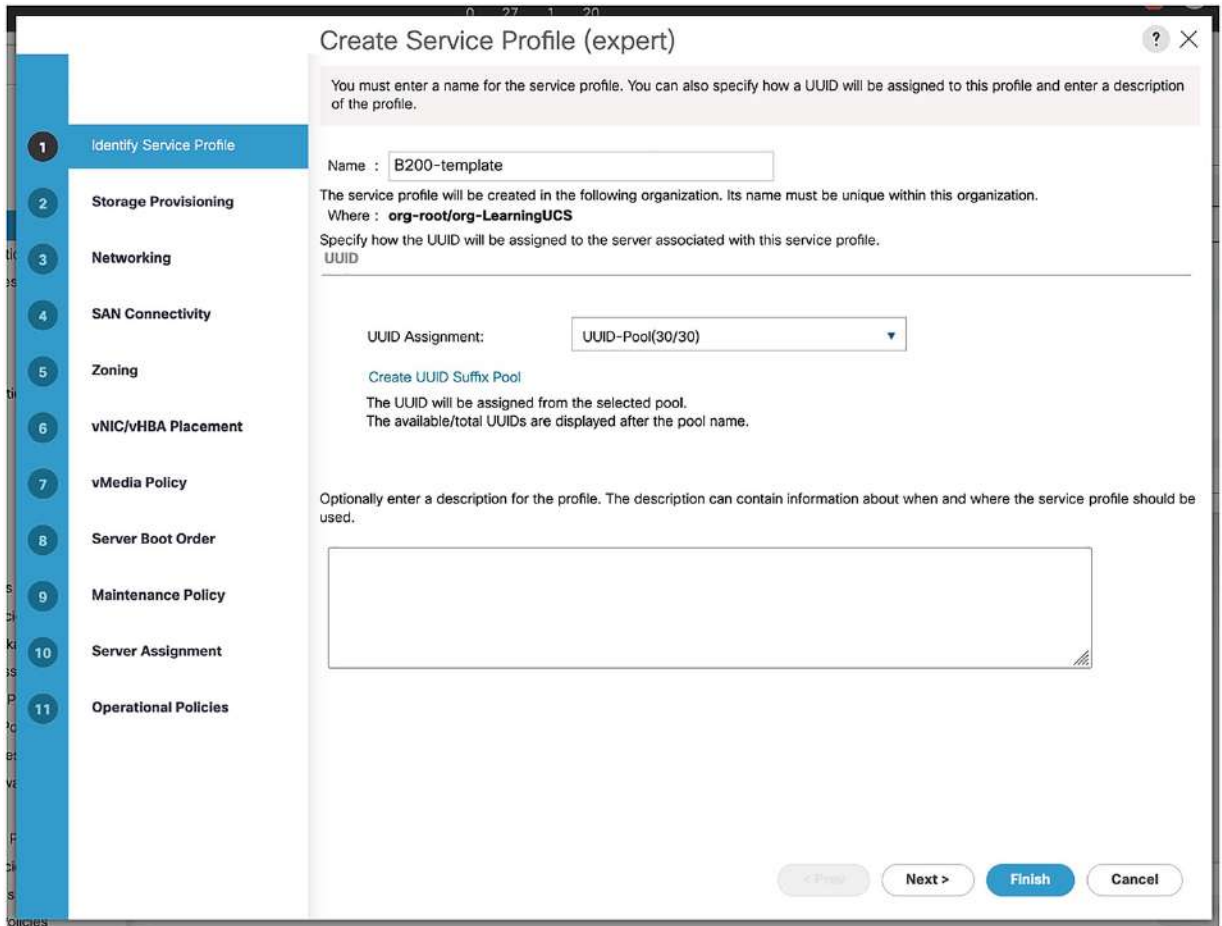 0 27 1 20
Create Service Profile (expert)
?
You must enter a name for the service profile. You can also specify how a UUID will be assigned to this profile and enter a description
of the profile.
1 Identify Service Profile
2 Storage Provisioning
3 Networking
4 SAN Connectivity
5 Zoning
6 vNIC/vHBA Placement
7 vMedia Policy
8 Server Boot Order
9 Maintenance Policy
10 Server Assignment
11 Operational Policies
Name : B200-template
The service profile will be created in the following organization. Its name must be unique within this organization.
Where : org-root/org-LearningUCS
Specify how the UUID will be assigned to the server associated with this service profile.
UUID
UUID Assignment: UUID-Pool(30/30)
Create UUID Suffix Pool
The UUID will be assigned from the selected pool.
The available/total UUIDs are displayed after the pool name.
Optionally enter a description for the profile. The description can contain information about when and where the service profile should be
used.
< Prev Next > Finish Cancel